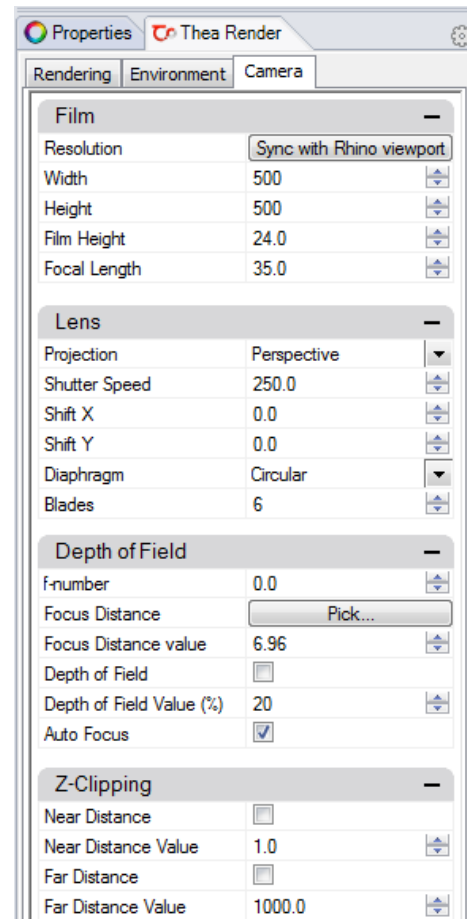 Properties Thea Render
Rendering Environment Camera
Film
Resolution Sync with Rhino viewport
Width 500
Height 500
Film Height 24.0
Focal Length 35.0
Lens
Projection Perspective
Shutter Speed 250.0
Shift X 0.0
Shift Y 0.0
Diaphragm Circular
Blades 6
Depth of Field
f-number 0.0
Focus Distance Pick...
Focus Distance value 6.96
Depth of Field
Depth of Field Value (%) 20
Auto Focus
Z-Clipping
Near Distance
Near Distance Value 1.0
Far Distance
Far Distance Value 1000.0